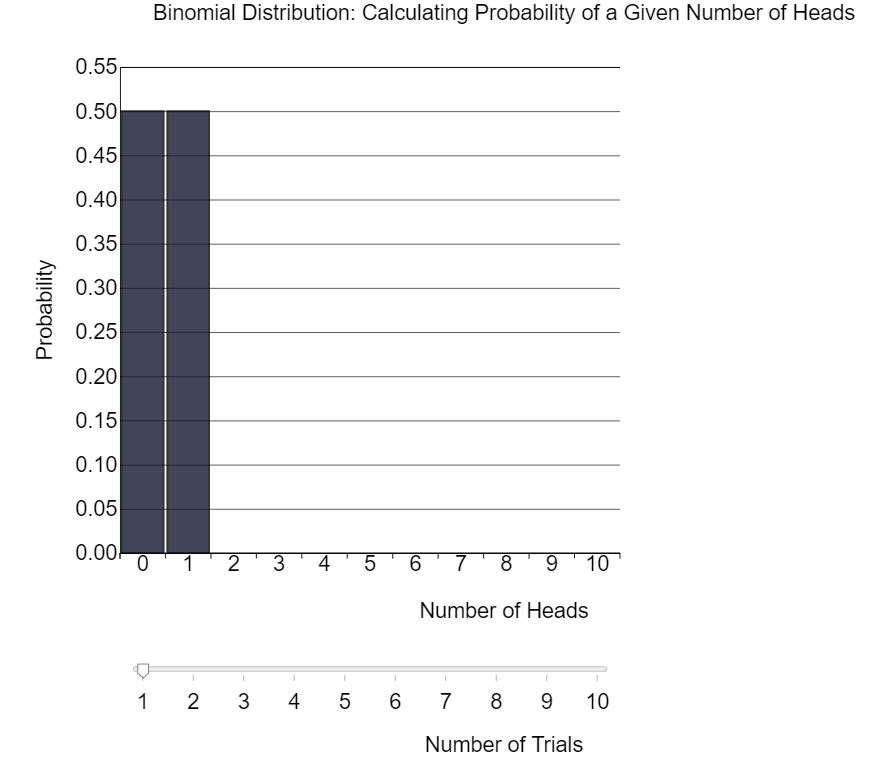 Binomial Distribution: Calculating Probability of a Given Number of Heads
0.55
0.50
0.45
0.40
0.35
0.30
0.25
0.20
0.15
0.10
0.05
0.00
Probability
0 1 2 3 4 5 6 7 8 9 10
Number of Heads
1 2 3 4 5 6 7 8 9 10
Number of Trials